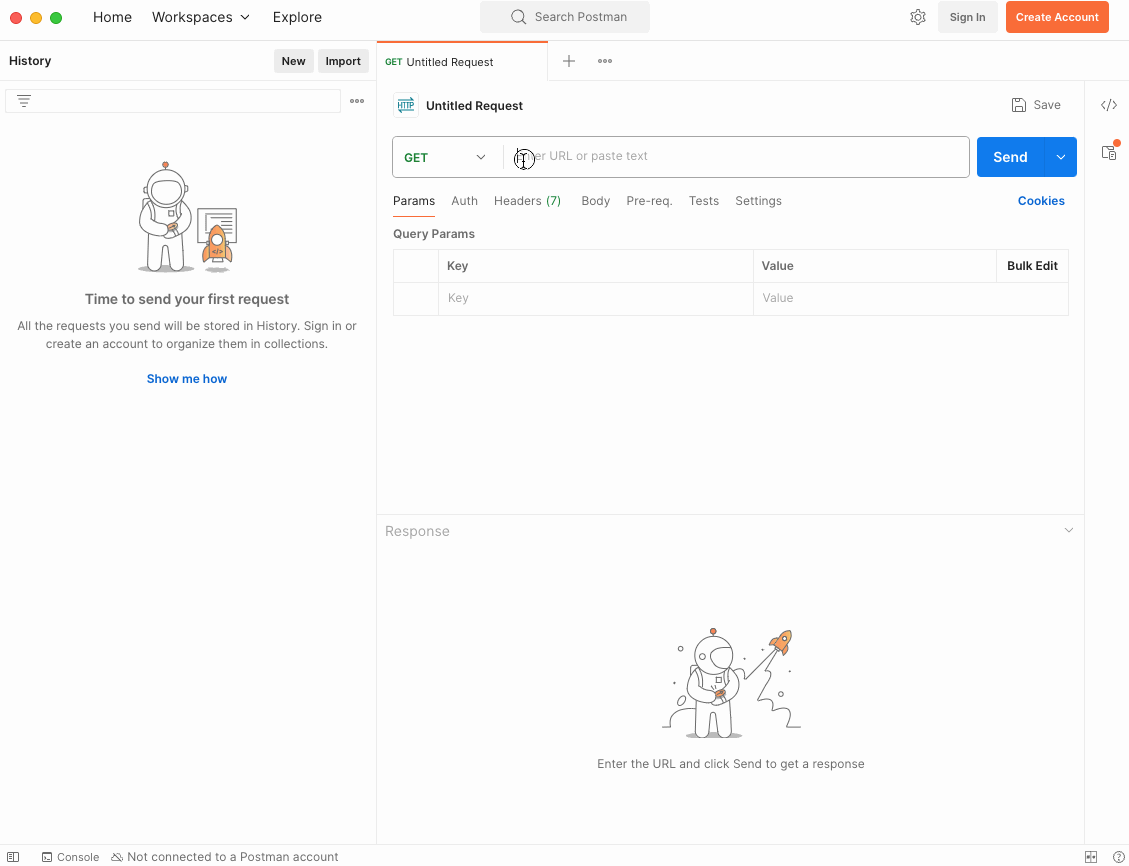 Home Workspaces Explore Search Postman Sign In Create Account
History New Import GET Untitled Request
HTTP Untitled Request Save
GET URL or paste text Send
Params Auth Headers (7) Body Pre-req. Tests Settings Cookies
Query Params
Key Value Bulk Edit
Key Value
Time to send your first request
All the requests you send will be stored in History. Sign in or
create an account to organize them in collections.
Show me how
Response
Enter the URL and click Send to get a response
Console Not connected to a Postman account